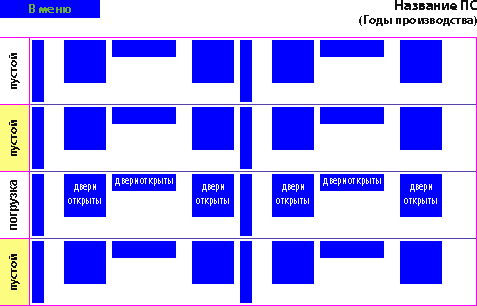 В меню
Название ПС
(Годы производства)
пустой
пустой
погрузка
двери открыты
двери открыты
двери
открыты
двери
открыты
двери
открыты
двери
открыты
пустой